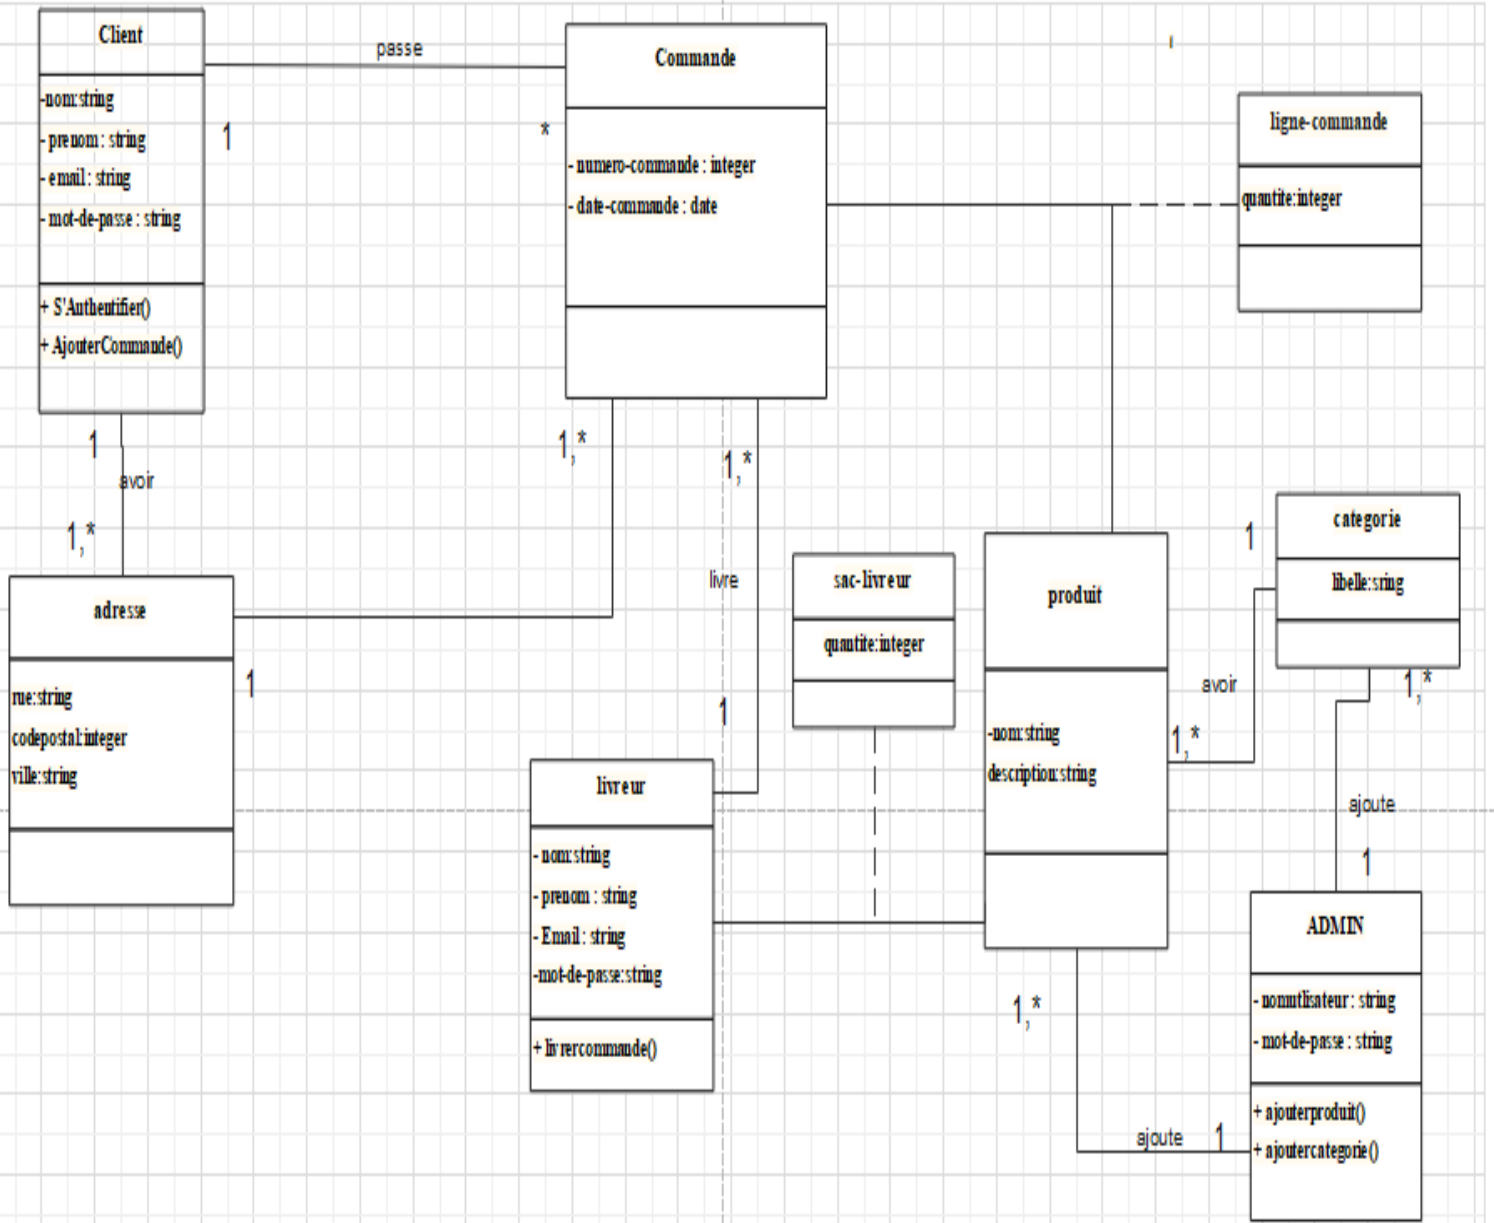 Client
-nom:string
- prenom : string
- email : string
- mot-de-passe : string
+ S'Authentifier()
+ AjouterCommande()
passe
1
*
Commande
- numero-commande : integer
- date-commande : date
ligne-commande
quantite:integer
1
avoir
1,*
1,*
1,*
adresse
rue:string
codepostal:integer
ville:string
1
livre
1
sac-livreur
quantite:integer
produit
-nom:string
description:string
1
categorie
libelle:sring
avoir
1,*
1,*
livreur
- nom:string
- prenom : string
- Email : string
-mot-de-passe:string
+ livrercommande()
ajoute
1
ADMIN
- nomutlisateur : string
- mot-de-passe : string
+ ajouterproduit()
+ ajoutercategorie()
1,*
ajoute
1